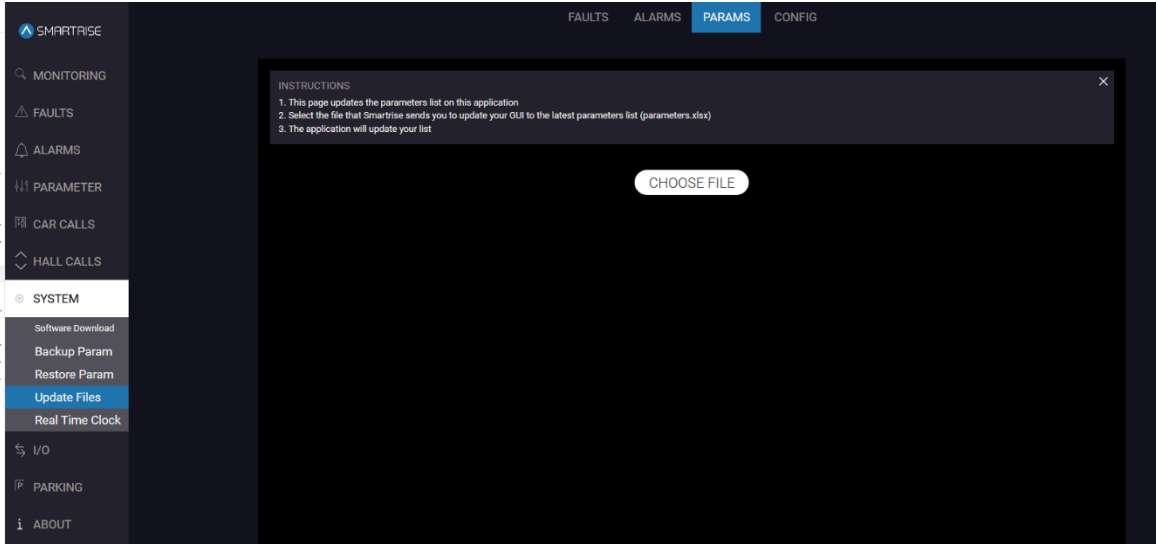 SMARTRISE
FAULTS ALARMS PARAMS CONFIG
MONITORING
FAULTS
ALARMS
PARAMETER
CAR CALLS
HALL CALLS
SYSTEM
Software Download
Backup Param
Restore Param
Update Files
Real Time Clock
I/O
PARKING
ABOUT
INSTRUCTIONS
1. This page updates the parameters list on this application
2. Select the file that Smartrise sends you to update your GUI to the latest parameters list (parameters.xlsx)
3. The application will update your list
CHOOSE FILE